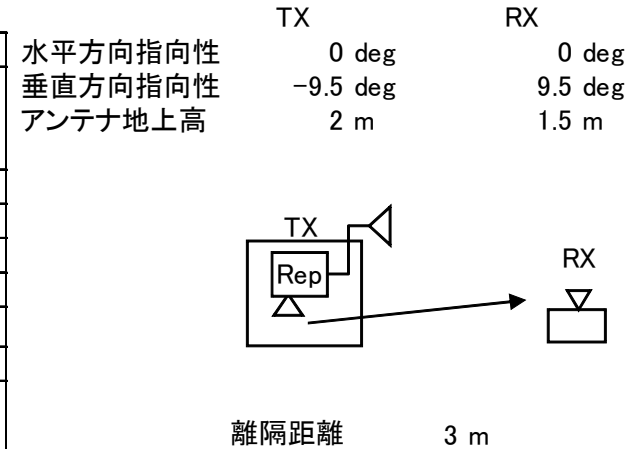 TX RX
水平方向指向性 0 deg 0 deg
垂直方向指向性 -9.5 deg 9.5 deg
アンテナ地上高 2 m 1.5 m
TX
Rep
RX
離隔距離 3 m